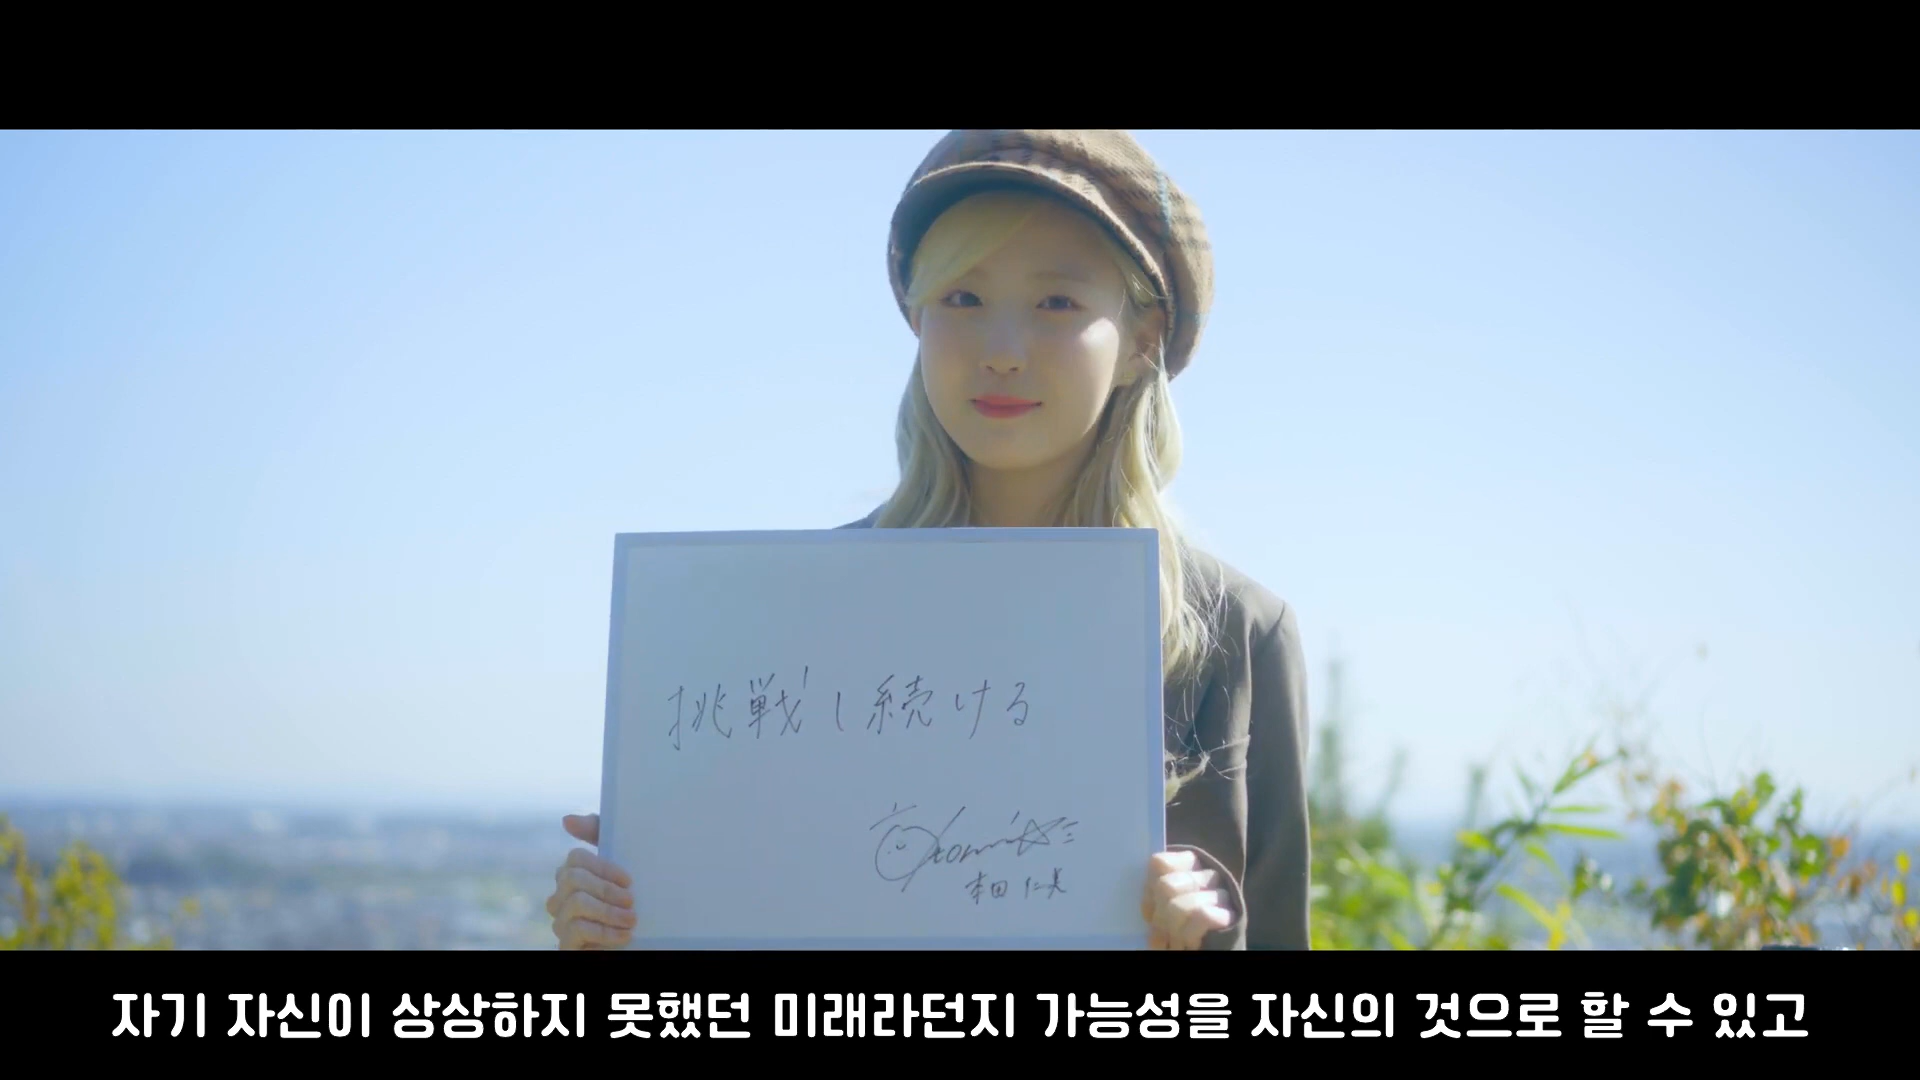 挑戦し続ける
本田 仁美
자기 자신이 상상하지 못했던 미래라던지 가능성을 자신의 것으로 할 수 있고